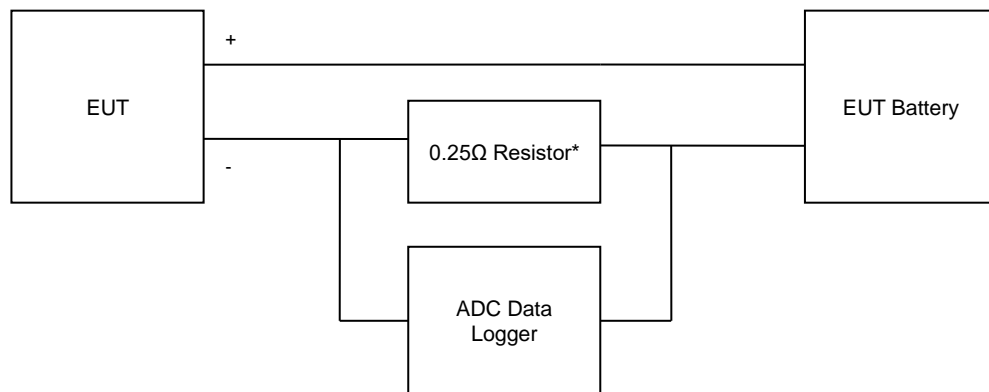 +
EUT
EUT Battery
0.25Ω Resistor*
-
ADC Data
Logger